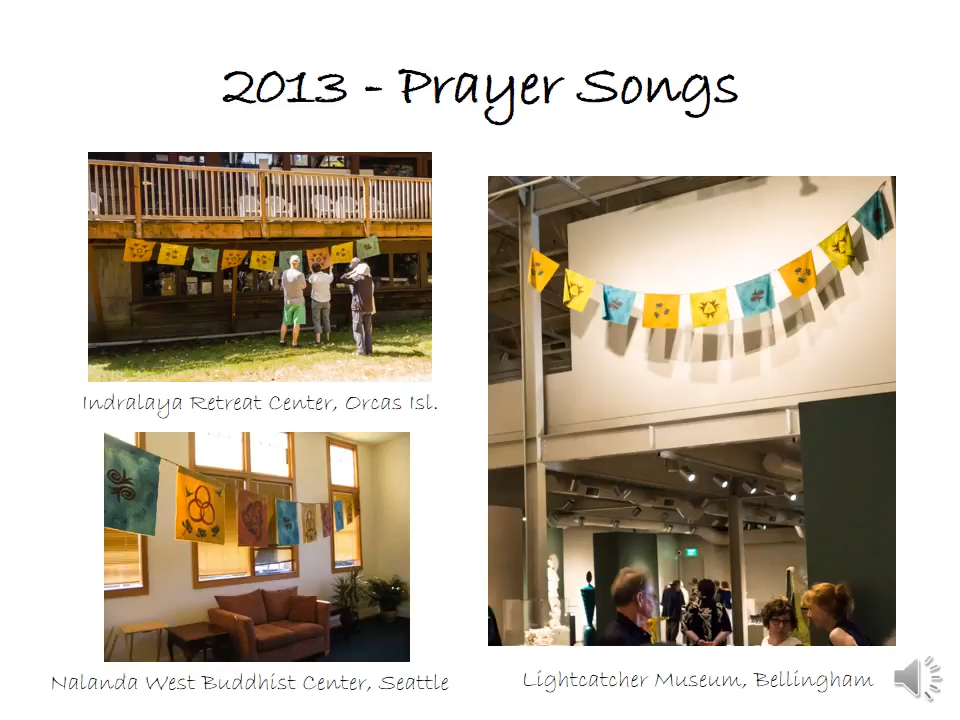 2013 - Prayer Songs
Indralaya Retreat Center, Orcas Isl.
Nalanda West Buddhist Center, Seattle
Lightcatcher Museum, Bellingham